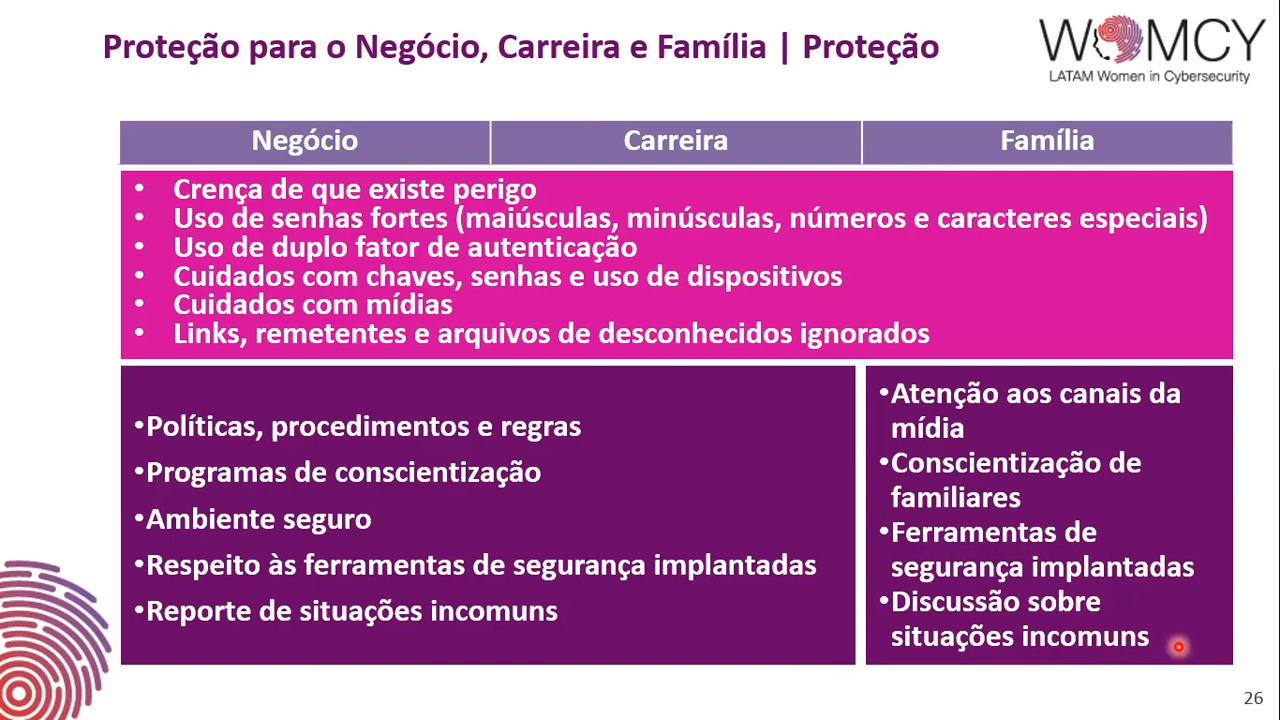 Proteção para o Negócio, Carreira e Família | Proteção
WOMCY
LATAM Women in Cybersecurity
Negócio
Carreira
Família
• Crença de que existe perigo
• Uso de senhas fortes (maiúsculas, minúsculas, números e caracteres especiais)
• Uso de duplo fator de autenticação
• Cuidados com chaves, senhas e uso de dispositivos
• Cuidados com mídias
• Links, remetentes e arquivos de desconhecidos ignorados
•Políticas, procedimentos e regras
•Programas de conscientização
•Ambiente seguro
•Respeito às ferramentas de segurança implantadas
•Reporte de situações incomuns
•Atenção aos canais da
mídia
•Conscientização de
familiares
•Ferramentas de
segurança implantadas
•Discussão sobre
situações incomuns
26